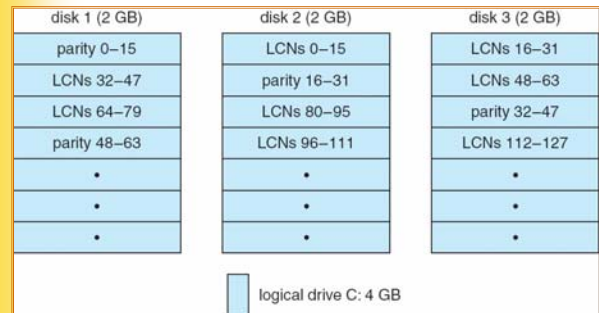 disk 1 (2 GB)
disk 2 (2 GB)
disk 3 (2 GB)
parity 0–15
LCNs 0–15
LCNs 16–31
LCNs 32–47
parity 16–31
LCNs 48–63
LCNs 64–79
LCNs 80–95
parity 32–47
parity 48–63
LCNs 96–111
LCNs 112–127
logical drive C: 4 GB